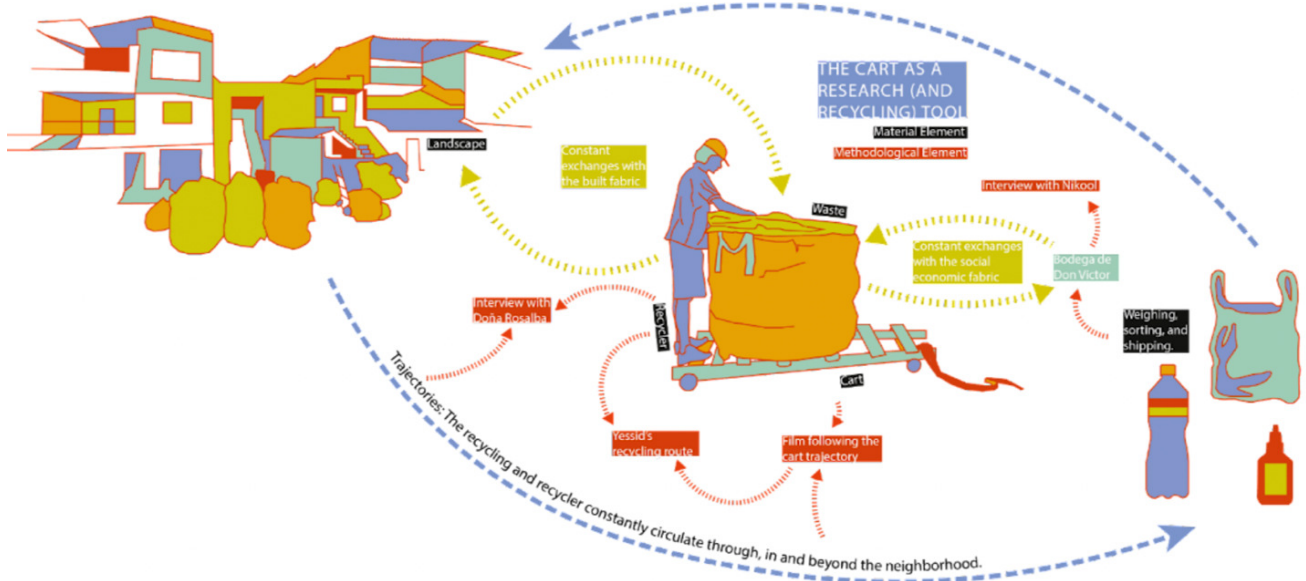 THE CART AS A
RESEARCH (AND
RECYCLING) TOOL
Material Element
Methodological Element
Landscape
Constant
exchanges with
the built fabric
Waste
Interview with Nikool
Constant exchanges
with the social
economic fabric
Bodega de
Don Victor
Interview with
Doña Rosalba
Recycler
Weighing,
sorting, and
shipping.
Cart
Yessid's
recycling route
Film following the
cart trajectory
Trajectories: The recycling and recycler constantly circulate through, in and beyond the neighborhood.
M